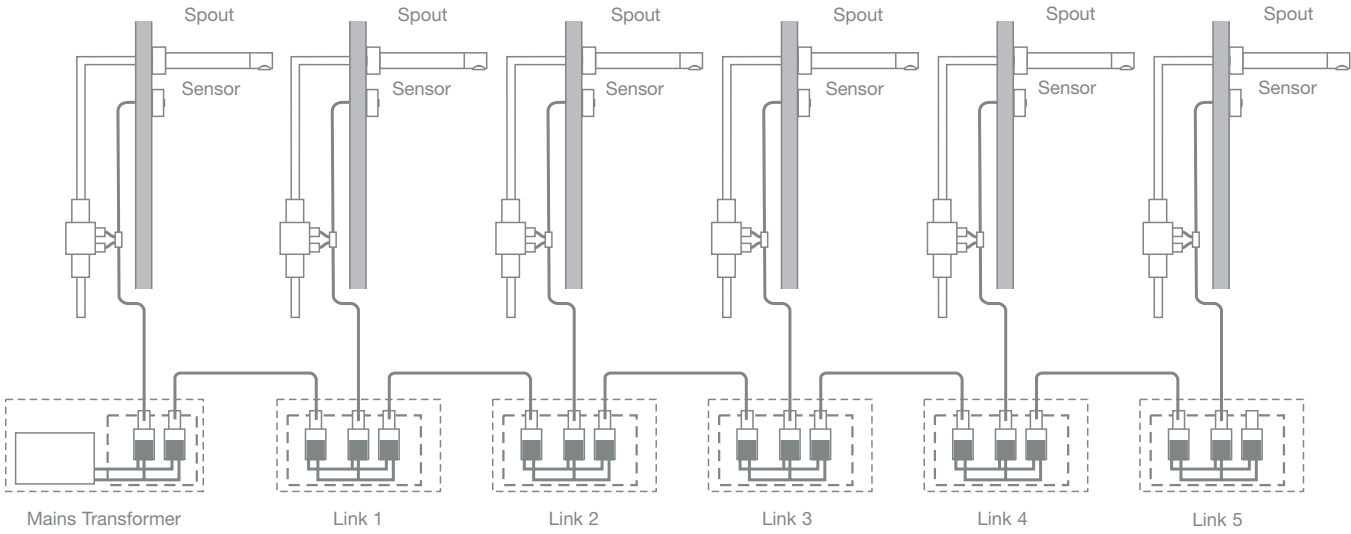 Spout Spout Spout Spout Spout Spout
Sensor Sensor Sensor Sensor Sensor Sensor
Mains Transformer Link 1 Link 2 Link 3 Link 4 Link 5